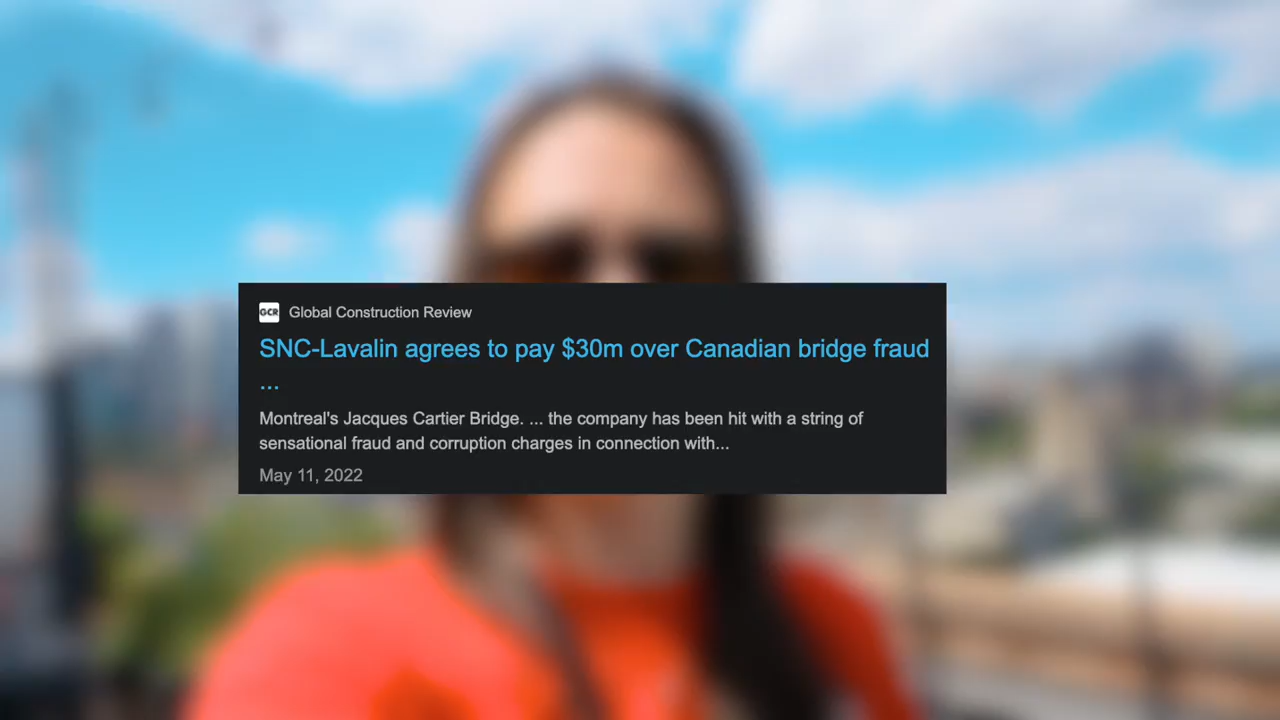 GCR Global Construction Review
SNC-Lavalin agrees to pay $30m over Canadian bridge fraud
...
Montreal's Jacques Cartier Bridge. ... the company has been hit with a string of
sensational fraud and corruption charges in connection with...
May 11, 2022